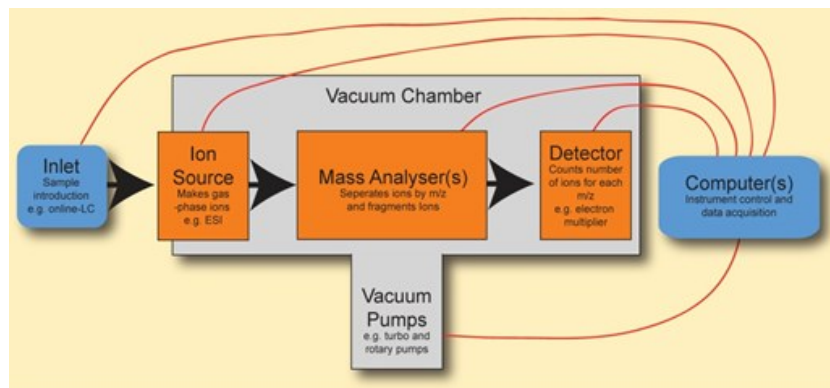 Vacuum Chamber
Inlet
Sample
introduction
e.g. online-LC
Ion
Source
Makes gas
-phase ions
e.g. ESI
Mass Analyser(s)
Seperates ions by m/z
and fragments Ions
Detector
Counts number
of ions for each
m/z
e.g. electron
multiplier
Computer(s)
Instrument control and
data acquisition
Vacuum
Pumps
e.g. turbo and
rotary pumps